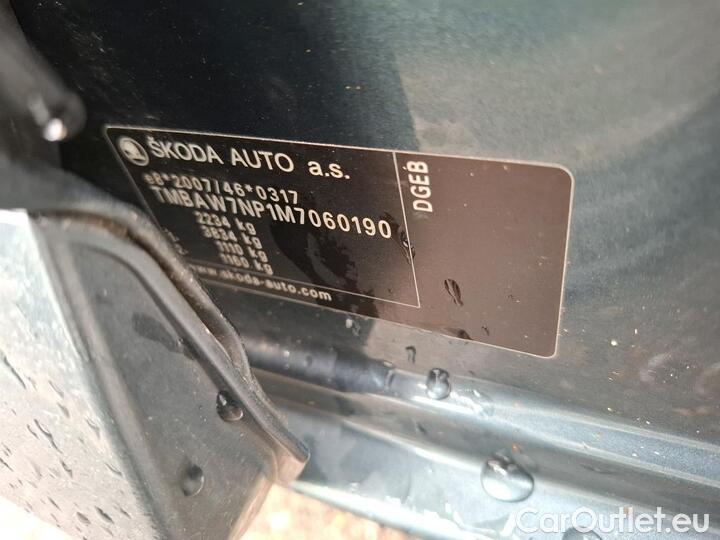 ŠKODA AUTO a.s.
e8*2007/46*0317
TMBAW7NP1M7060190
2234 kg
3834 kg
1110 kg
1160 kg
www.skoda-auto.com
DGEB
CarOutlet.eu